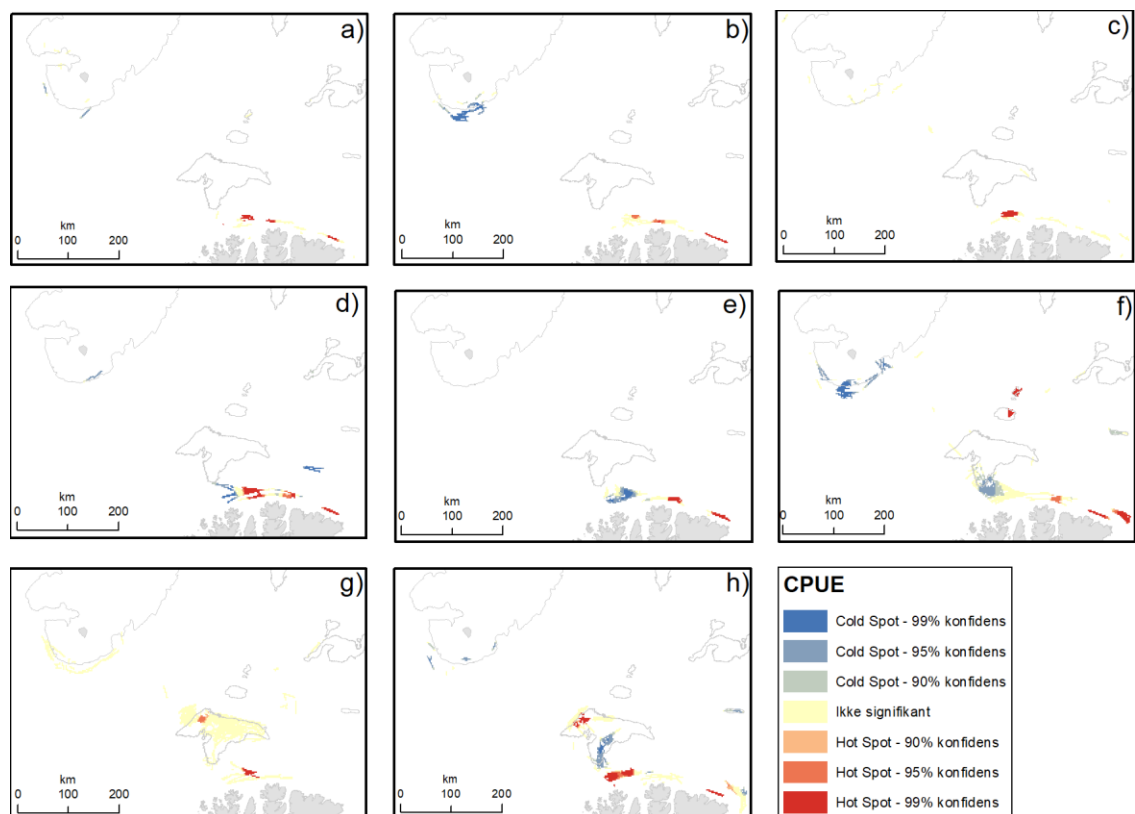 a)
km
0 100 200
b)
km
0 100 200
c)
km
0 100 200
d)
km
0 100 200
e)
km
0 100 200
f)
km
0 100 200
g)
km
0 100 200
h)
km
0 100 200
CPUE
Cold Spot - 99% konfidens
Cold Spot - 95% konfidens
Cold Spot - 90% konfidens
Ikke signifikant
Hot Spot - 90% konfidens
Hot Spot - 95% konfidens
Hot Spot - 99% konfidens